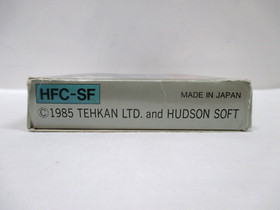 HFC-SF MADE IN JAPAN
©1985 TEHKAN LTD. and HUDSON SOFT